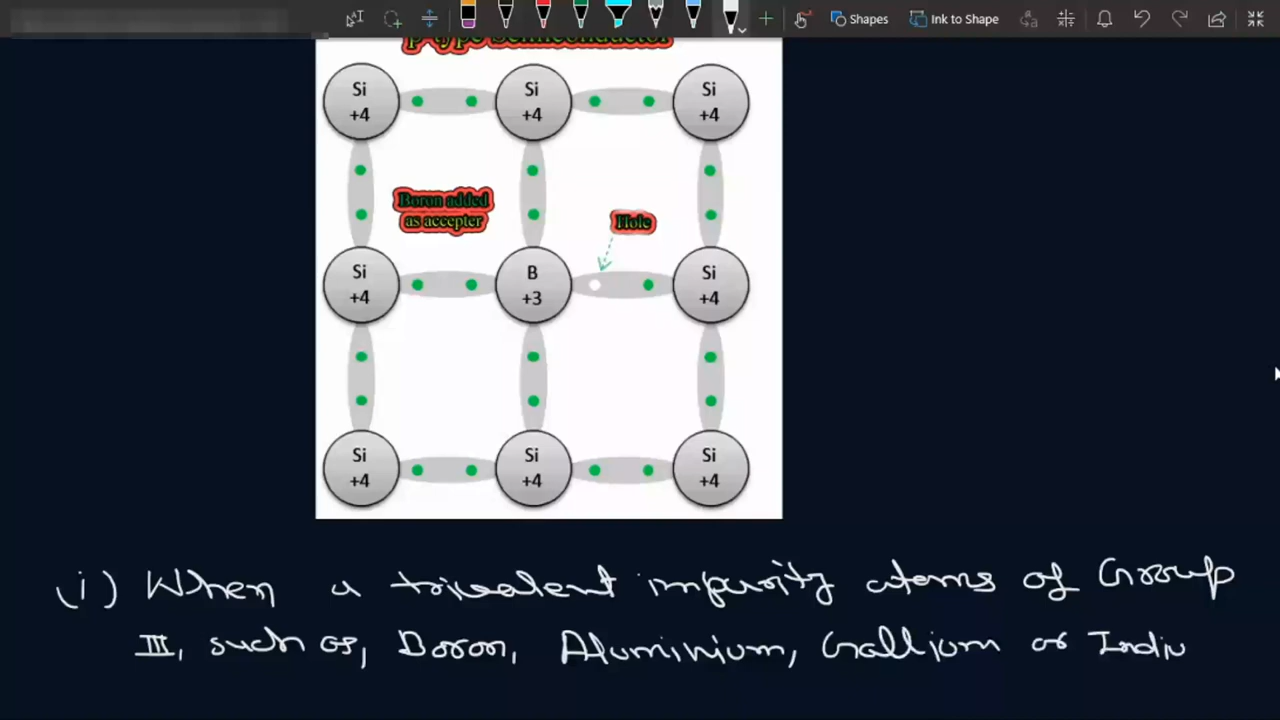 Shapes
Ink to Shape
p-type Semiconductor
Si
+4
Si
+4
Si
+4
Boron added
as accepter
Hole
Si
+4
B
+3
Si
+4
Si
+4
Si
+4
Si
+4
(i) When a trivalent impurity atoms of Group
III, such as, Boron, Aluminium, Gallium or Indiu